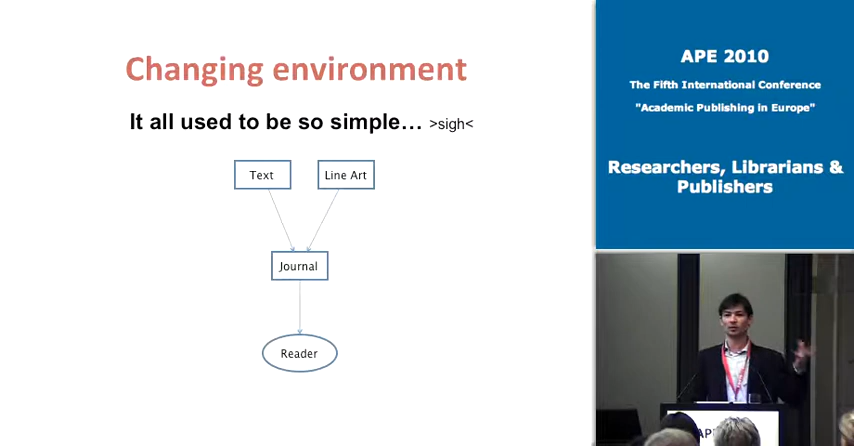 Changing environment
It all used to be so simple... >sigh<
Text
Line Art
Journal
Reader
APE 2010
The Fifth International Conference
"Academic Publishing in Europe"
Researchers, Librarians &
Publishers
AP